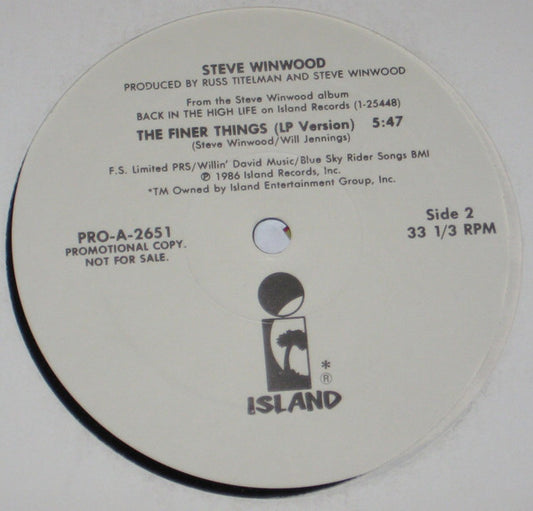 STEVE WINWOOD
PRODUCED BY RUSS TITELMAN AND STEVE WINWOOD
From the Steve Winwood album
BACK IN THE HIGH LIFE on Island Records (1-25448)
THE FINER THINGS (LP Version) 5:47
(Steve Winwood/Will Jennings)
F.S. Limited PRS/Willin' David Music/Blue Sky Rider Songs BMI
℗ 1986 Island Records, Inc.
*TM Owned by Island Entertainment Group, Inc.
PRO-A-2651
PROMOTIONAL COPY.
NOT FOR SALE.
Side 2
33 1/3 RPM
i
*
®
ISLAND